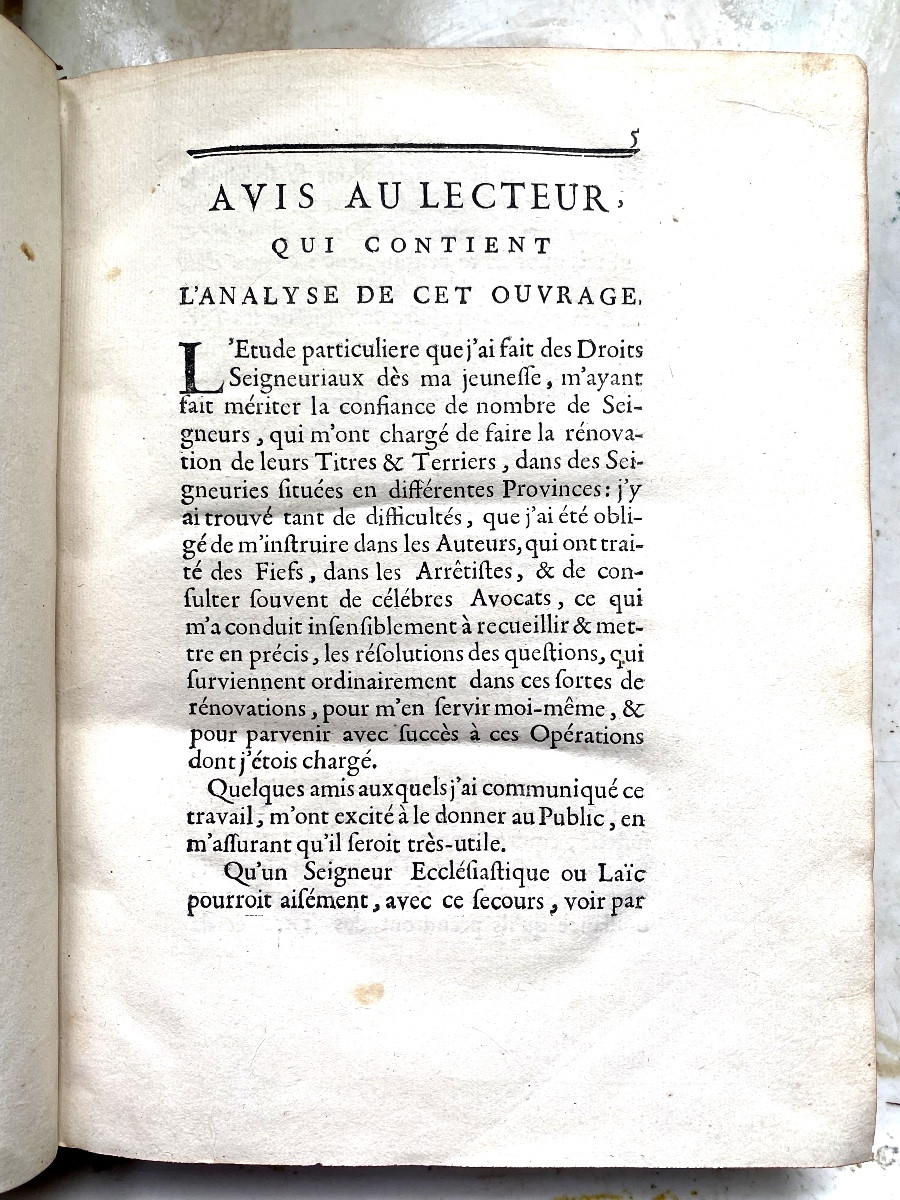 5
AVIS AU LECTEUR,
QUI CONTIENT
L'ANALYSE DE CET OUVRAGE.
L'Etude particuliere que j'ai fait des Droits
Seigneuriaux dès ma jeuneſſe, m'ayant
fait mériter la confiance de nombre de Sei-
gneurs, qui m'ont chargé de faire la rénova-
tion de leurs Titres & Terriers, dans des Sei-
gneuries ſituées en différentes Provinces: j'y
ai trouvé tant de difficultés, que j'ai été obli-
gé de m'inſtruire dans les Auteurs, qui ont trai-
té des Fiefs, dans les Arrêtiſtes, & de con-
ſulter ſouvent de célébres Avocats, ce qui
m'a conduit inſenſiblement à recueillir & met-
tre en précis, les réſolutions des queſtions, qui
ſurviennent ordinairement dans ces ſortes de
rénovations, pour m'en ſervir moi-même, &
pour parvenir avec ſuccès à ces Opérations
dont j'étois chargé.
Quelques amis auxquels j'ai communiqué ce
travail, m'ont excité à le donner au Public, en
m'aſſurant qu'il ſeroit très-utile.
Qu'un Seigneur Eccléſiaſtique ou Laïc
pourroit aiſément, avec ce ſecours, voir par